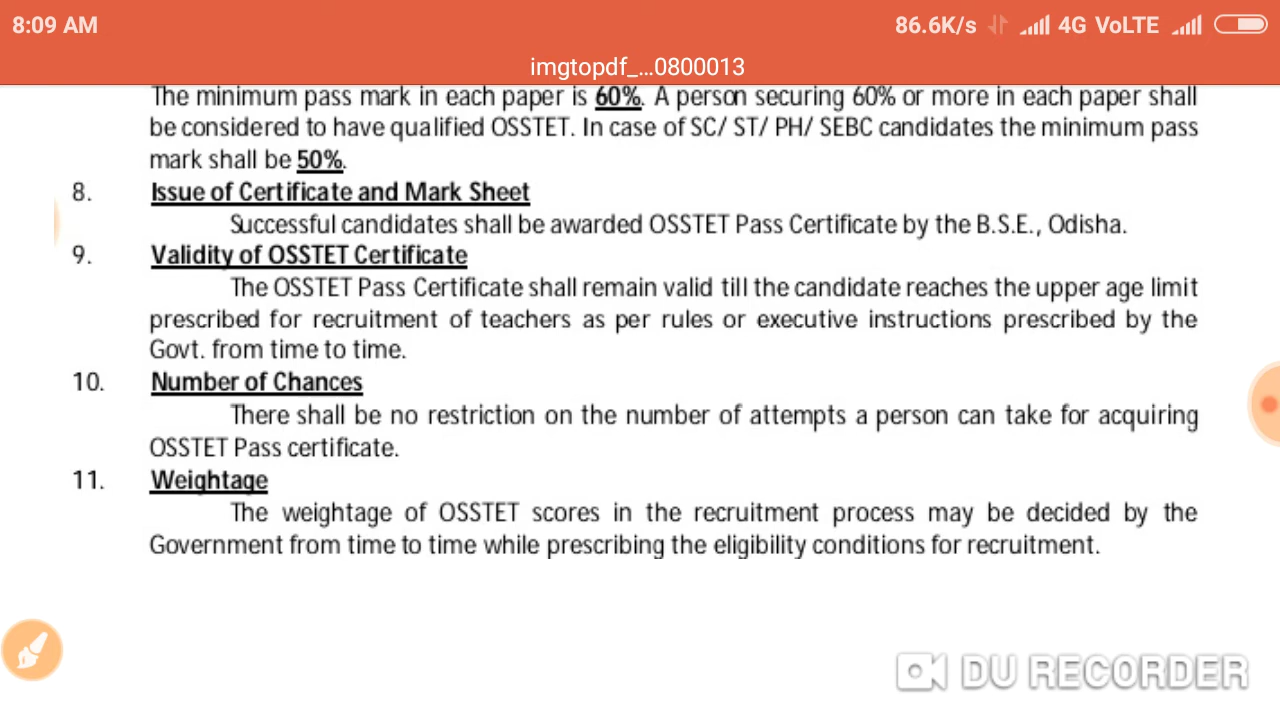 8:09 AM
86.6K/s 4G VoLTE
imgtopdf_...0800013
The minimum pass mark in each paper is 60%. A person securing 60% or more in each paper shall
be considered to have qualified OSSTET. In case of SC/ ST/ PH/ SEBC candidates the minimum pass
mark shall be 50%.
8. Issue of Certificate and Mark Sheet
Successful candidates shall be awarded OSSTET Pass Certificate by the B.S.E., Odisha.
9. Validity of OSSTET Certificate
The OSSTET Pass Certificate shall remain valid till the candidate reaches the upper age limit
prescribed for recruitment of teachers as per rules or executive instructions prescribed by the
Govt. from time to time.
10. Number of Chances
There shall be no restriction on the number of attempts a person can take for acquiring
OSSTET Pass certificate.
11. Weightage
The weightage of OSSTET scores in the recruitment process may be decided by the
Government from time to time while prescribing the eligibility conditions for recruitment.
DU RECORDER